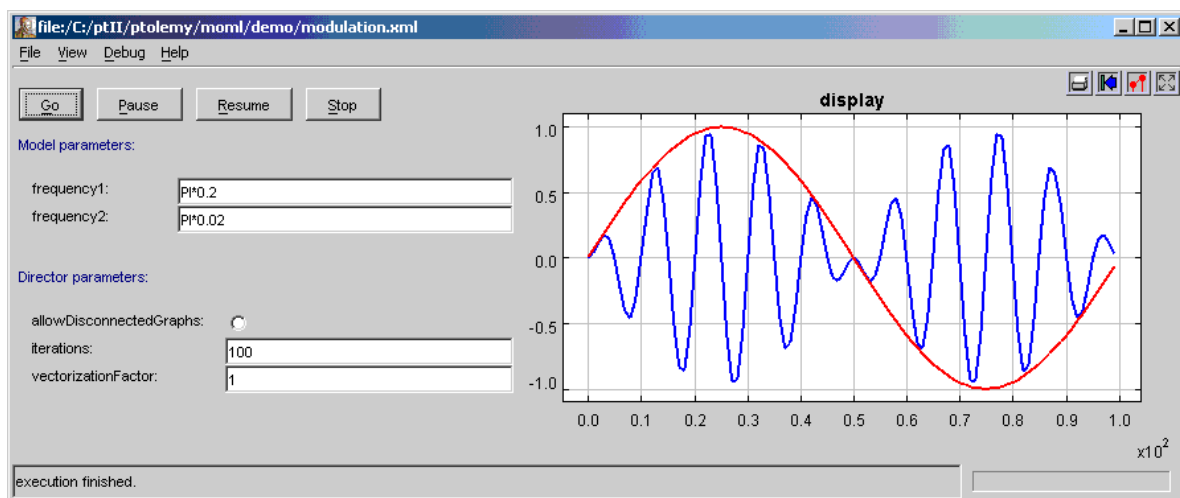 file:/C:/ptII/ptolemy/moml/demo/modulation.xml
File View Debug Help
Go Pause Resume Stop
Model parameters:
frequency1: PI*0.2
frequency2: PI*0.02
Director parameters:
allowDisconnectedGraphs:
iterations: 100
vectorizationFactor: 1
display
1.0
0.5
0.0
-0.5
-1.0
0.0 0.1 0.2 0.3 0.4 0.5 0.6 0.7 0.8 0.9 1.0
x10²
execution finished.